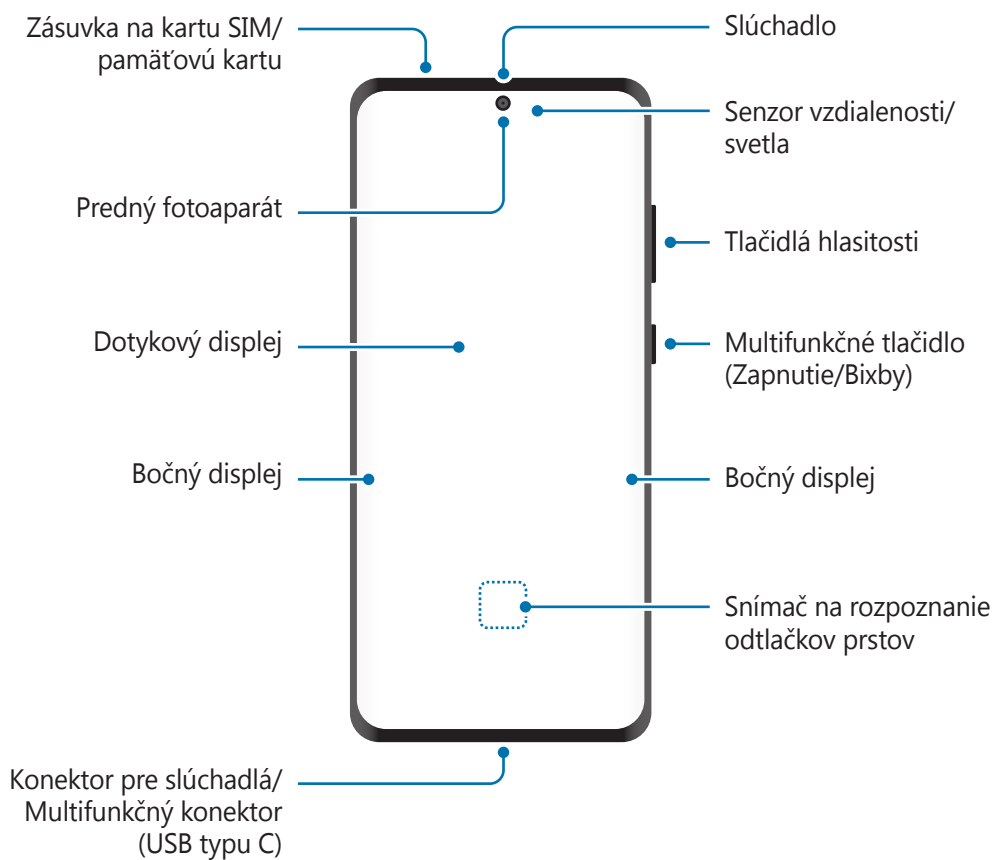 Zásuvka na kartu SIM/
pamäťovú kartu
Predný fotoaparát
Dotykový displej
Bočný displej
Konektor pre slúchadlá/
Multifunkčný konektor
(USB typu C)
Slúchadlo
Senzor vzdialenosti/
svetla
Tlačidlá hlasitosti
Multifunkčné tlačidlo
(Zapnutie/Bixby)
Bočný displej
Snímač na rozpoznanie
odtlačkov prstov